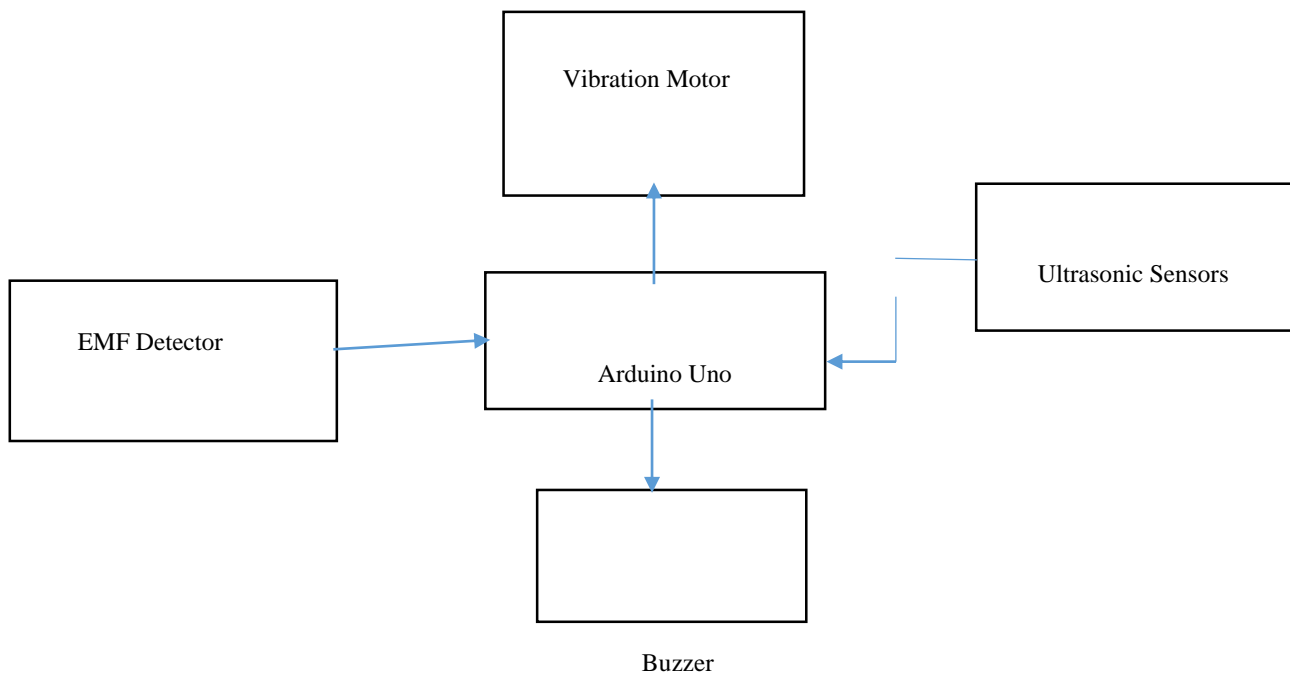 Vibration Motor
Ultrasonic Sensors
EMF Detector
Arduino Uno
Buzzer